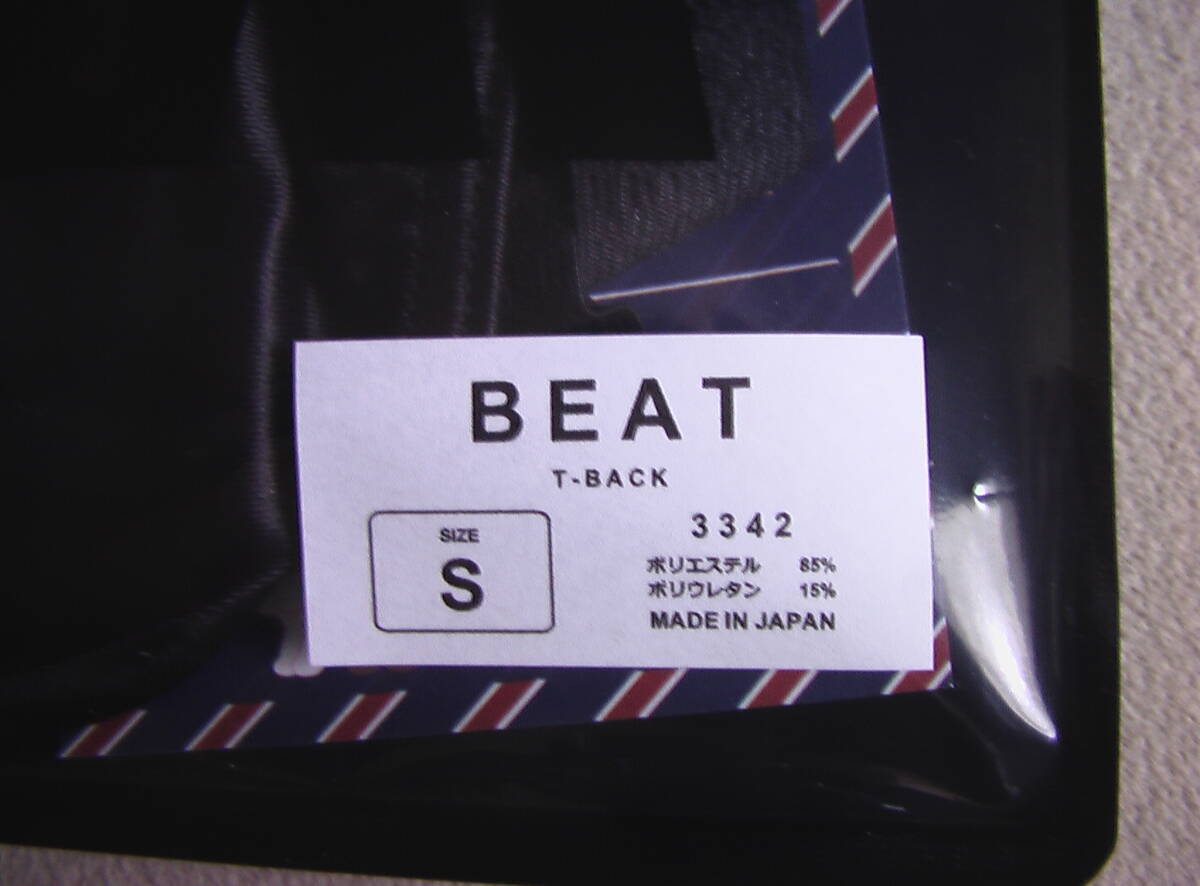 BEAT
T-BACK
SIZE
S
3342
ポリエステル 85%
ポリウレタン 15%
MADE IN JAPAN